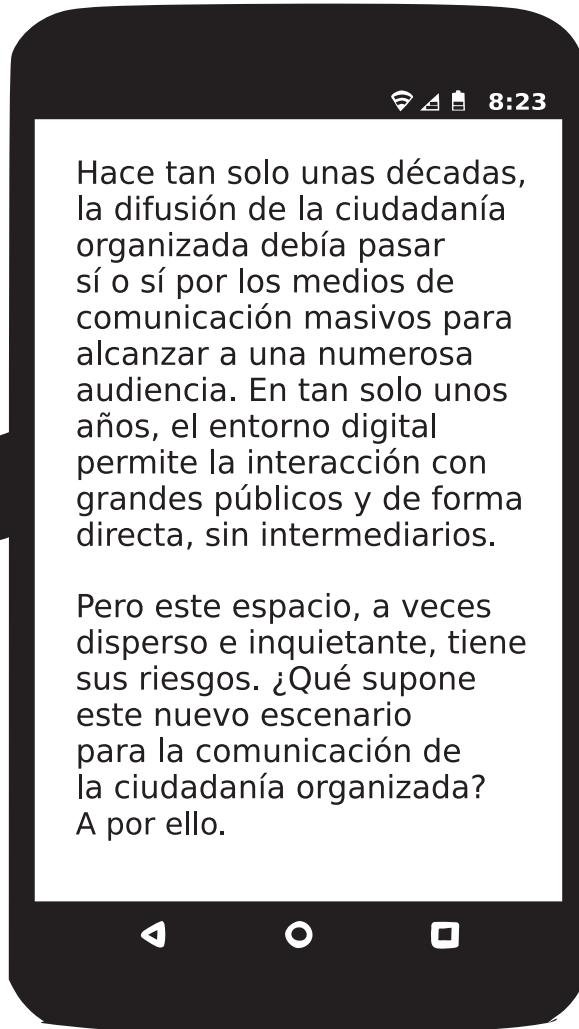 8:23
Hace tan solo unas décadas,
la difusión de la ciudadanía
organizada debía pasar
sí o sí por los medios de
comunicación masivos para
alcanzar a una numerosa
audiencia. En tan solo unos
años, el entorno digital
permite la interacción con
grandes públicos y de forma
directa, sin intermediarios.
Pero este espacio, a veces
disperso e inquietante, tiene
sus riesgos. ¿Qué supone
este nuevo escenario
para la comunicación de
la ciudadanía organizada?
A por ello.